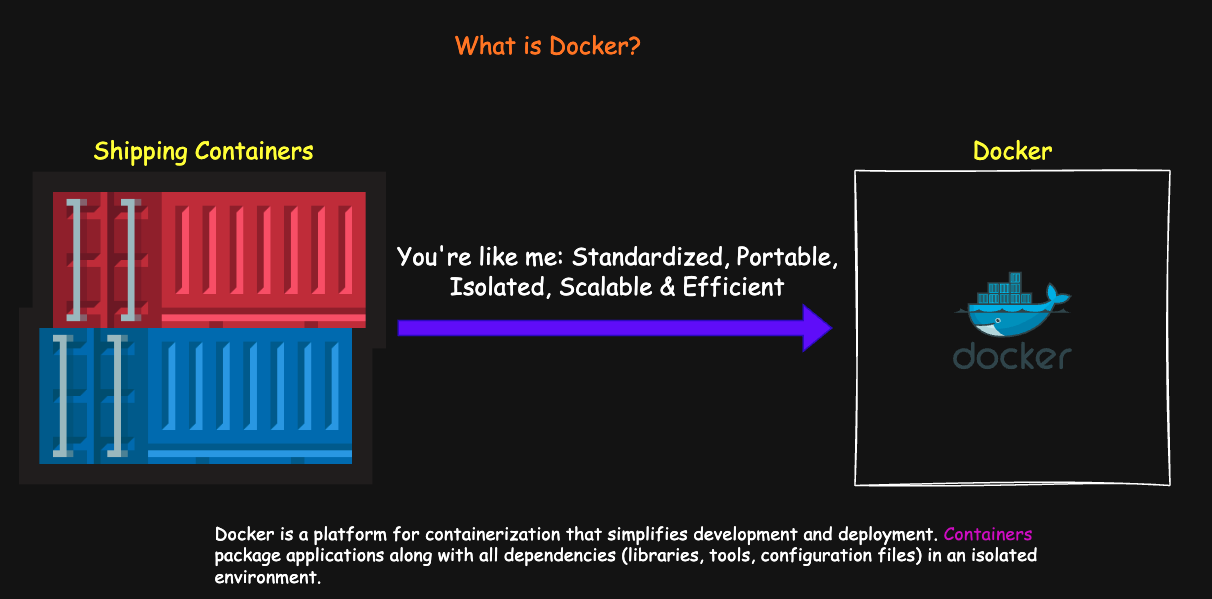 What is Docker?
Shipping Containers
Docker
You're like me: Standardized, Portable,
Isolated, Scalable & Efficient
docker
Docker is a platform for containerization that simplifies development and deployment. Containers
package applications along with all dependencies (libraries, tools, configuration files) in an isolated
environment.